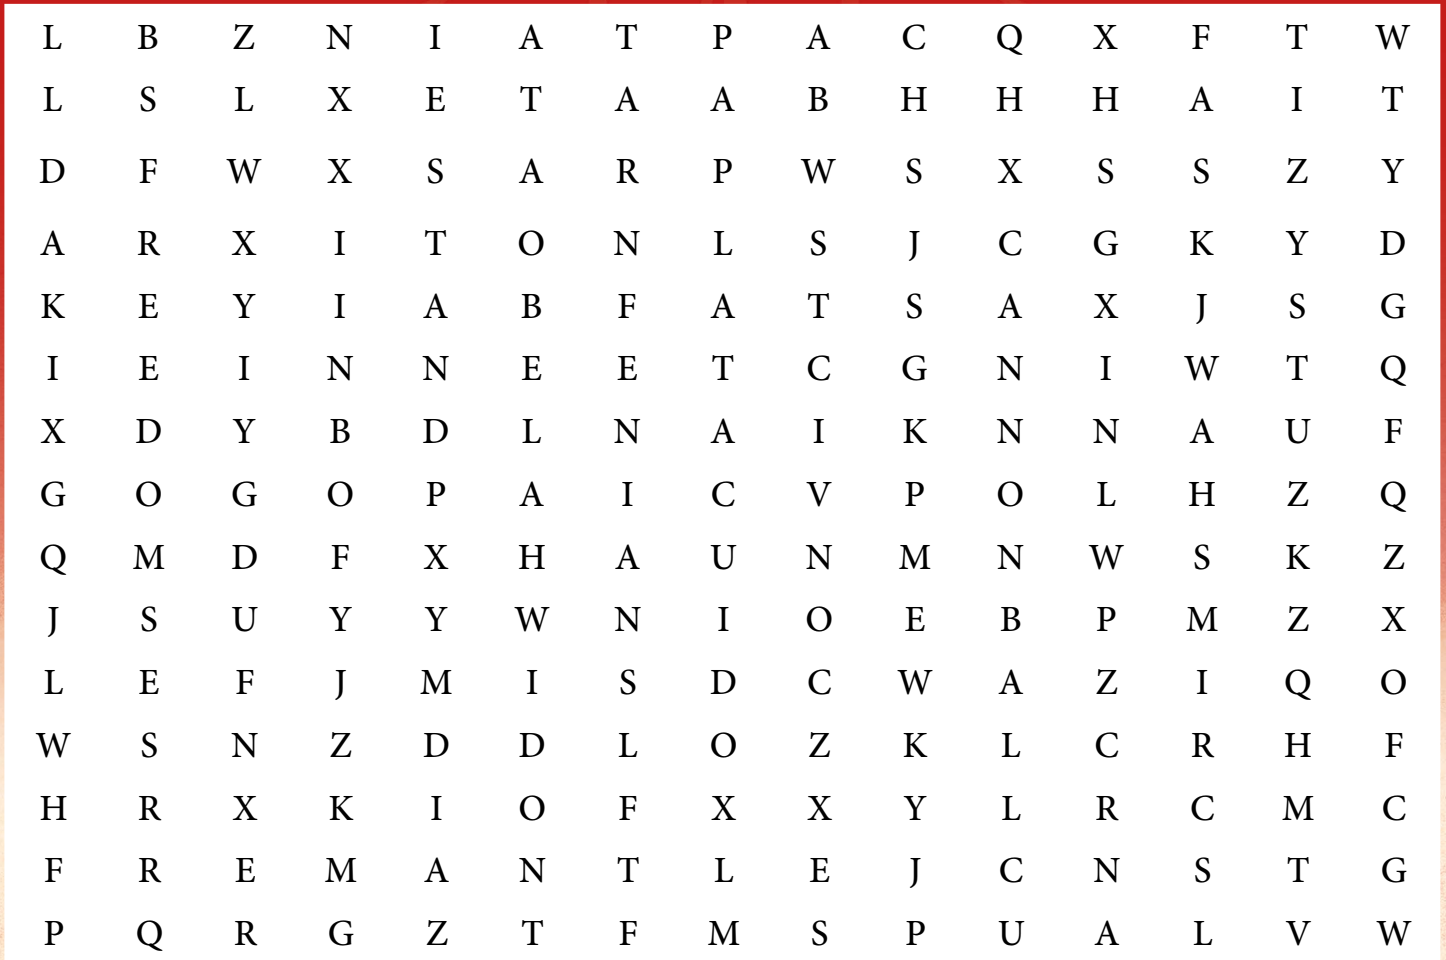 L B Z N I A T P A C Q X F T W
L S L X E T A A B H H H A I T
D F W X S A R P W S X S S Z Y
A R X I T O N L S J C G K Y D
K E Y I A B F A T S A X J S G
I E I N N E E T C G N I W T Q
X D Y B D L N A I K N N A U F
G O G O P A I C V P O L H Z Q
Q M D F X H A U N M N W S K Z
J S U Y Y W N I O E B P M Z X
L E F J M I S D C W A Z I Q O
W S N Z D D L O Z K L C R H F
H R X K I O F X X Y L R C M C
F R E M A N T L E J C N S T G
P Q R G Z T F M S P U A L V W